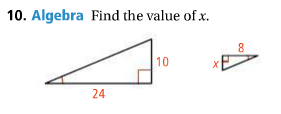 10. Algebra Find the value of x.
8
10
x
24